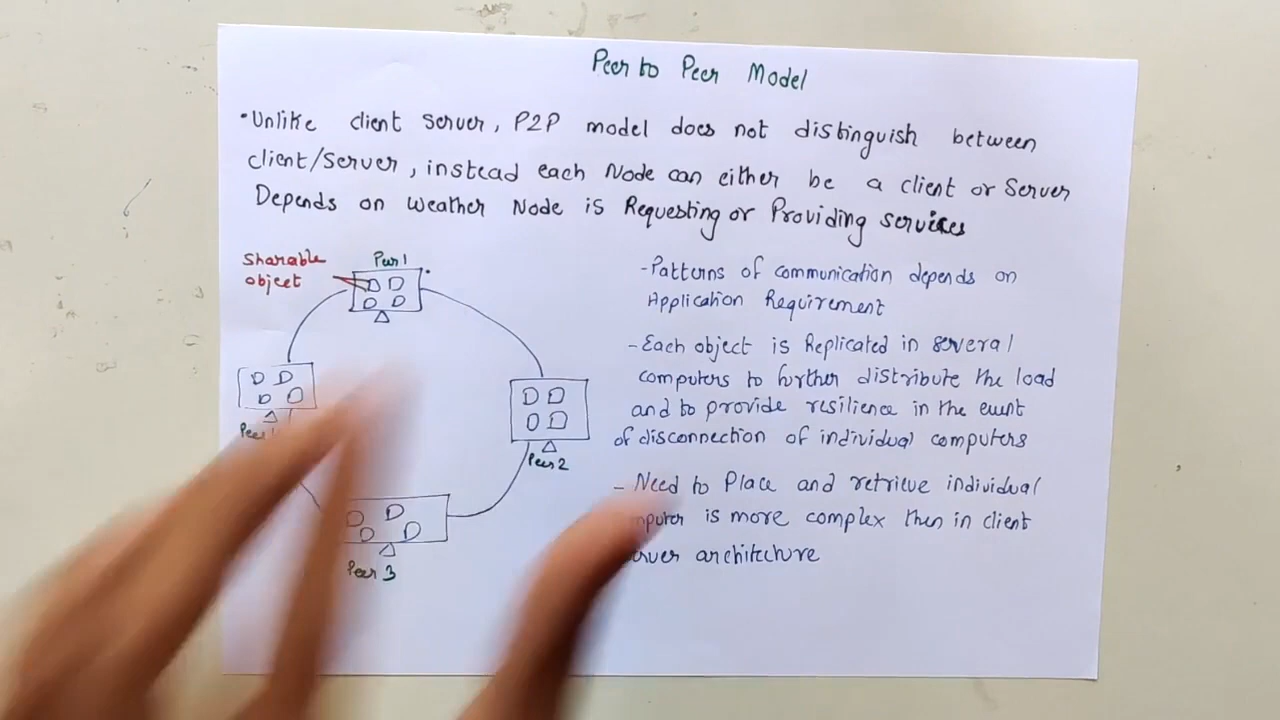 Peer to Peer Model
•Unlike client server, P2P model does not distinguish between
client/server, instead each Node can either be a client or server
Depends on weather Node is Requesting or Providing services
Sharable
object
Peer 1
Peer 2
Peer 3
-Patterns of communication depends on
Application Requirement
-Each object is Replicated in several
computers to further distribute the load
and to provide resilience in the event
of disconnection of individual computers
- Need to Place and retrieve individual
is more complex then in client
architecture